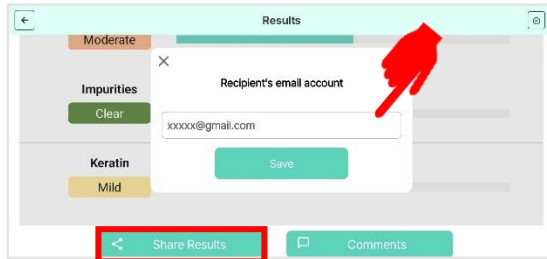 Results
Moderate
Recipient's email account
Impurities
Clear
xxxxx@gmail.com
Save
Keratin
Mild
Share Results
Comments